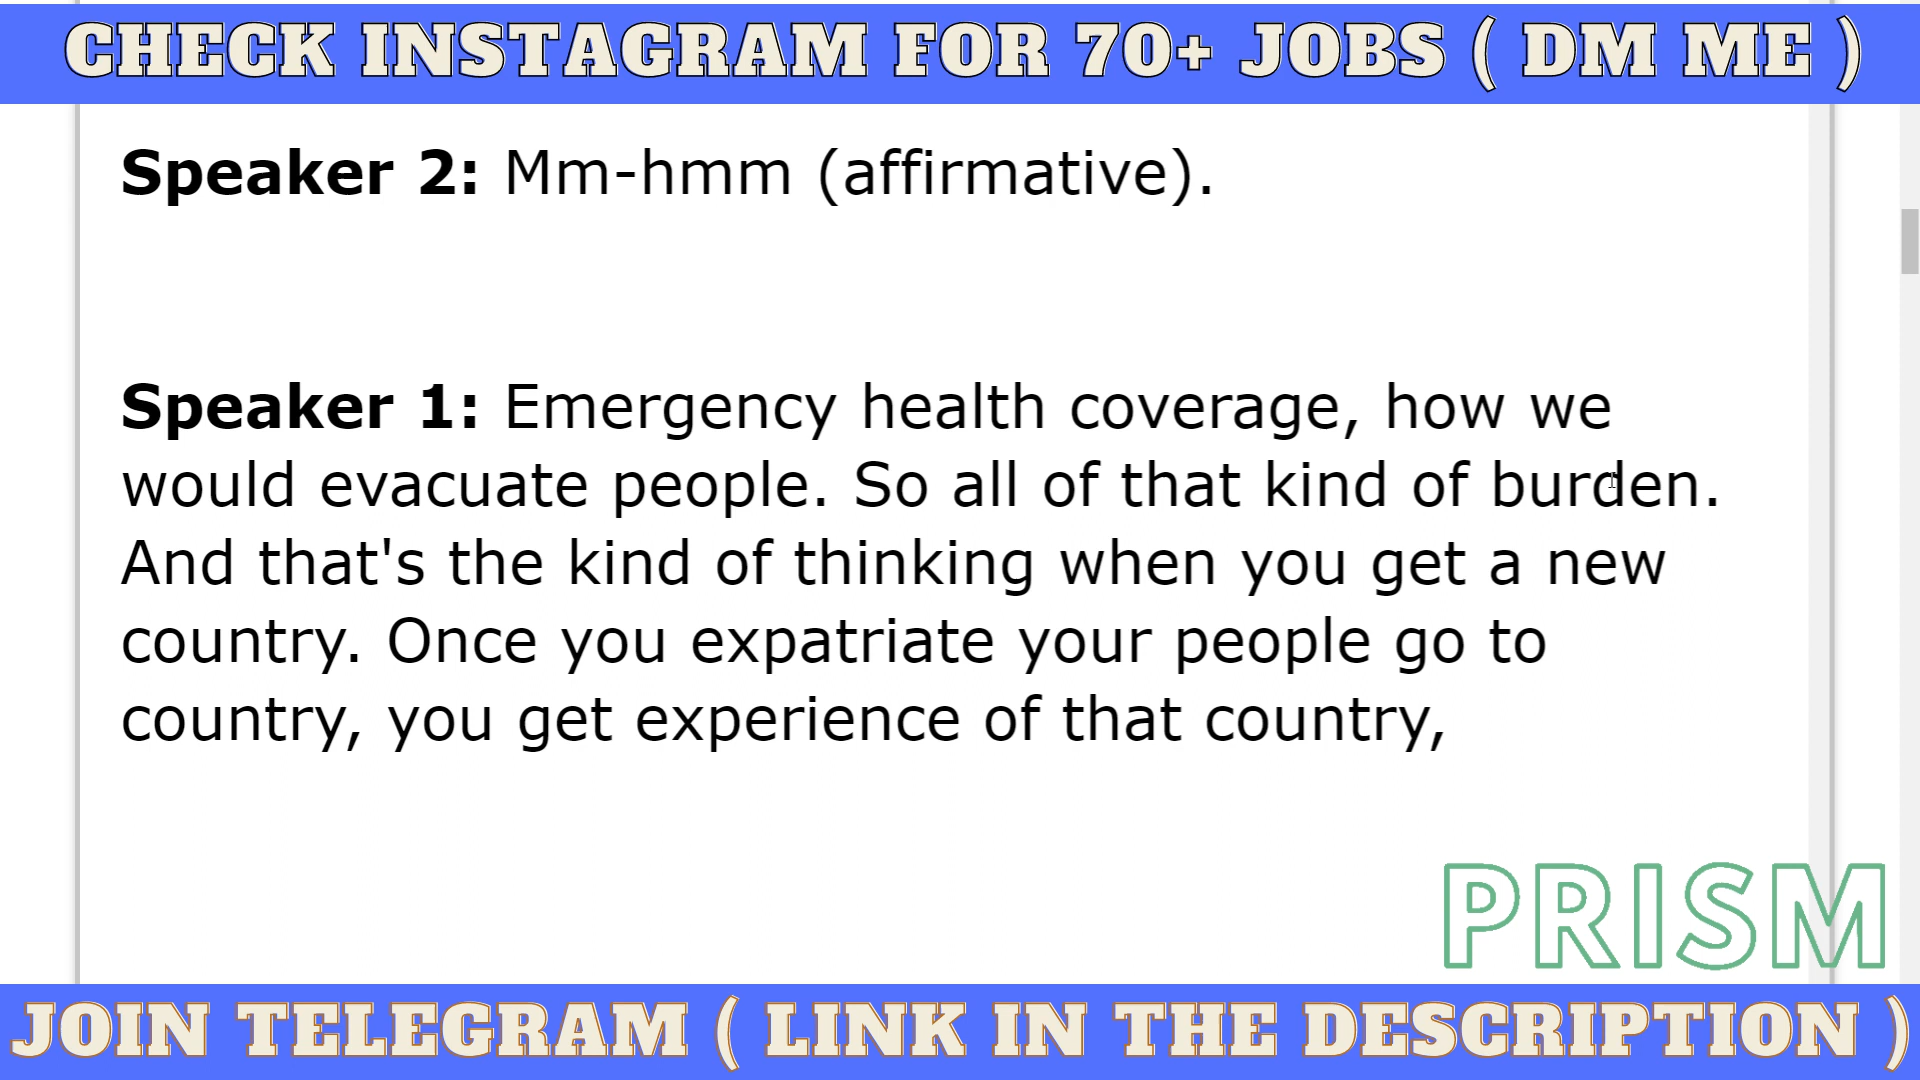 CHECK INSTAGRAM FOR 70+ JOBS ( DM ME )
Speaker 2: Mm-hmm (affirmative).
Speaker 1: Emergency health coverage, how we
would evacuate people. So all of that kind of burden.
And that's the kind of thinking when you get a new
country. Once you expatriate your people go to
country, you get experience of that country,
PRISM
JOIN TELEGRAM ( LINK IN THE DESCRIPTION )